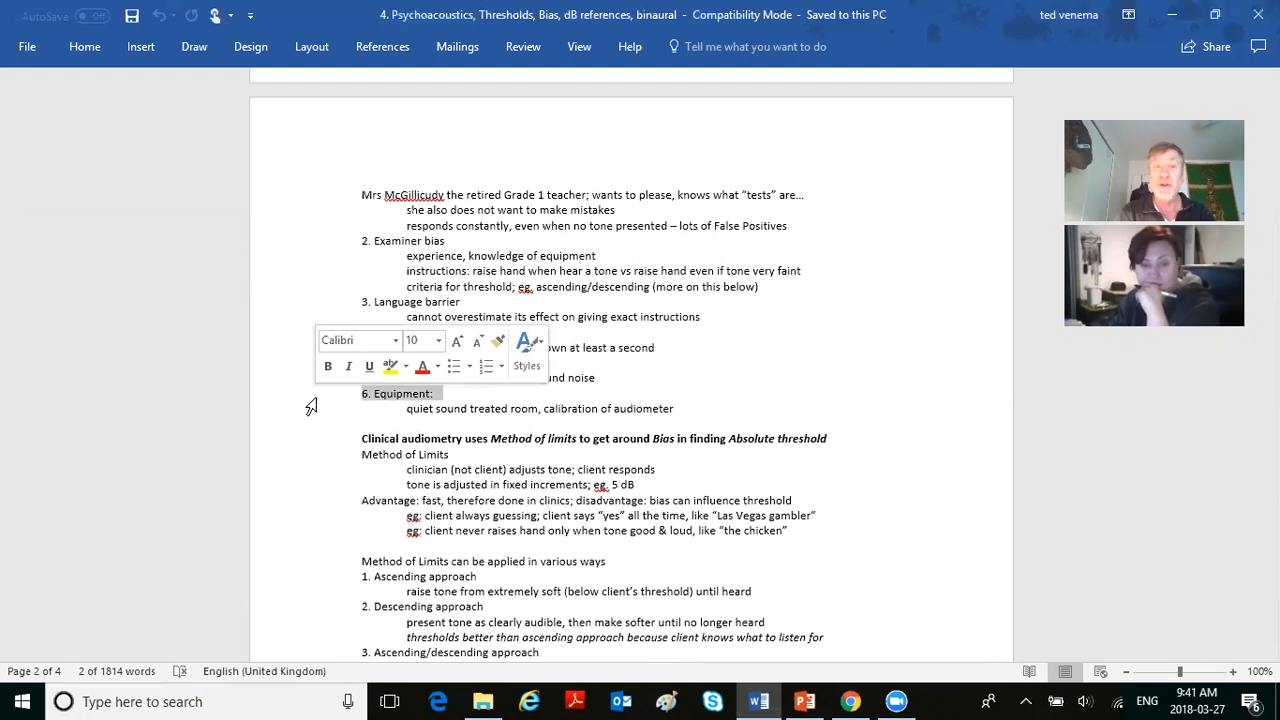 AutoSave Off
4. Psychoacoustics, Thresholds, Bias, dB references, binaural - Compatibility Mode - Saved to this PC
ted venema
File Home Insert Draw Design Layout References Mailings Review View Help Tell me what you want to do Share
Mrs McGillicudy the retired Grade 1 teacher; wants to please, knows what “tests” are…
she also does not want to make mistakes
responds constantly, even when no tone presented – lots of False Positives
2. Examiner bias
experience, knowledge of equipment
instructions: raise hand when hear a tone vs raise hand even if tone very faint
criteria for threshold; eg. ascending/descending (more on this below)
3. Language barrier
cannot overestimate its effect on giving exact instructions
Calibri 10
own at least a second
Styles
und noise
6. Equipment:
quiet sound treated room, calibration of audiometer
Clinical audiometry uses Method of limits to get around Bias in finding Absolute threshold
Method of Limits
clinician (not client) adjusts tone; client responds
tone is adjusted in fixed increments; eg. 5 dB
Advantage: fast, therefore done in clinics; disadvantage: bias can influence threshold
eg: client always guessing; client says “yes” all the time, like “Las Vegas gambler”
eg: client never raises hand only when tone good & loud, like “the chicken”
Method of Limits can be applied in various ways
1. Ascending approach
raise tone from extremely soft (below client’s threshold) until heard
2. Descending approach
present tone as clearly audible, then make softer until no longer heard
thresholds better than ascending approach because client knows what to listen for
3. Ascending/descending approach
Page 2 of 4 2 of 1814 words English (United Kingdom) 100%
Type here to search
ENG
9:41 AM
2018-03-27
6